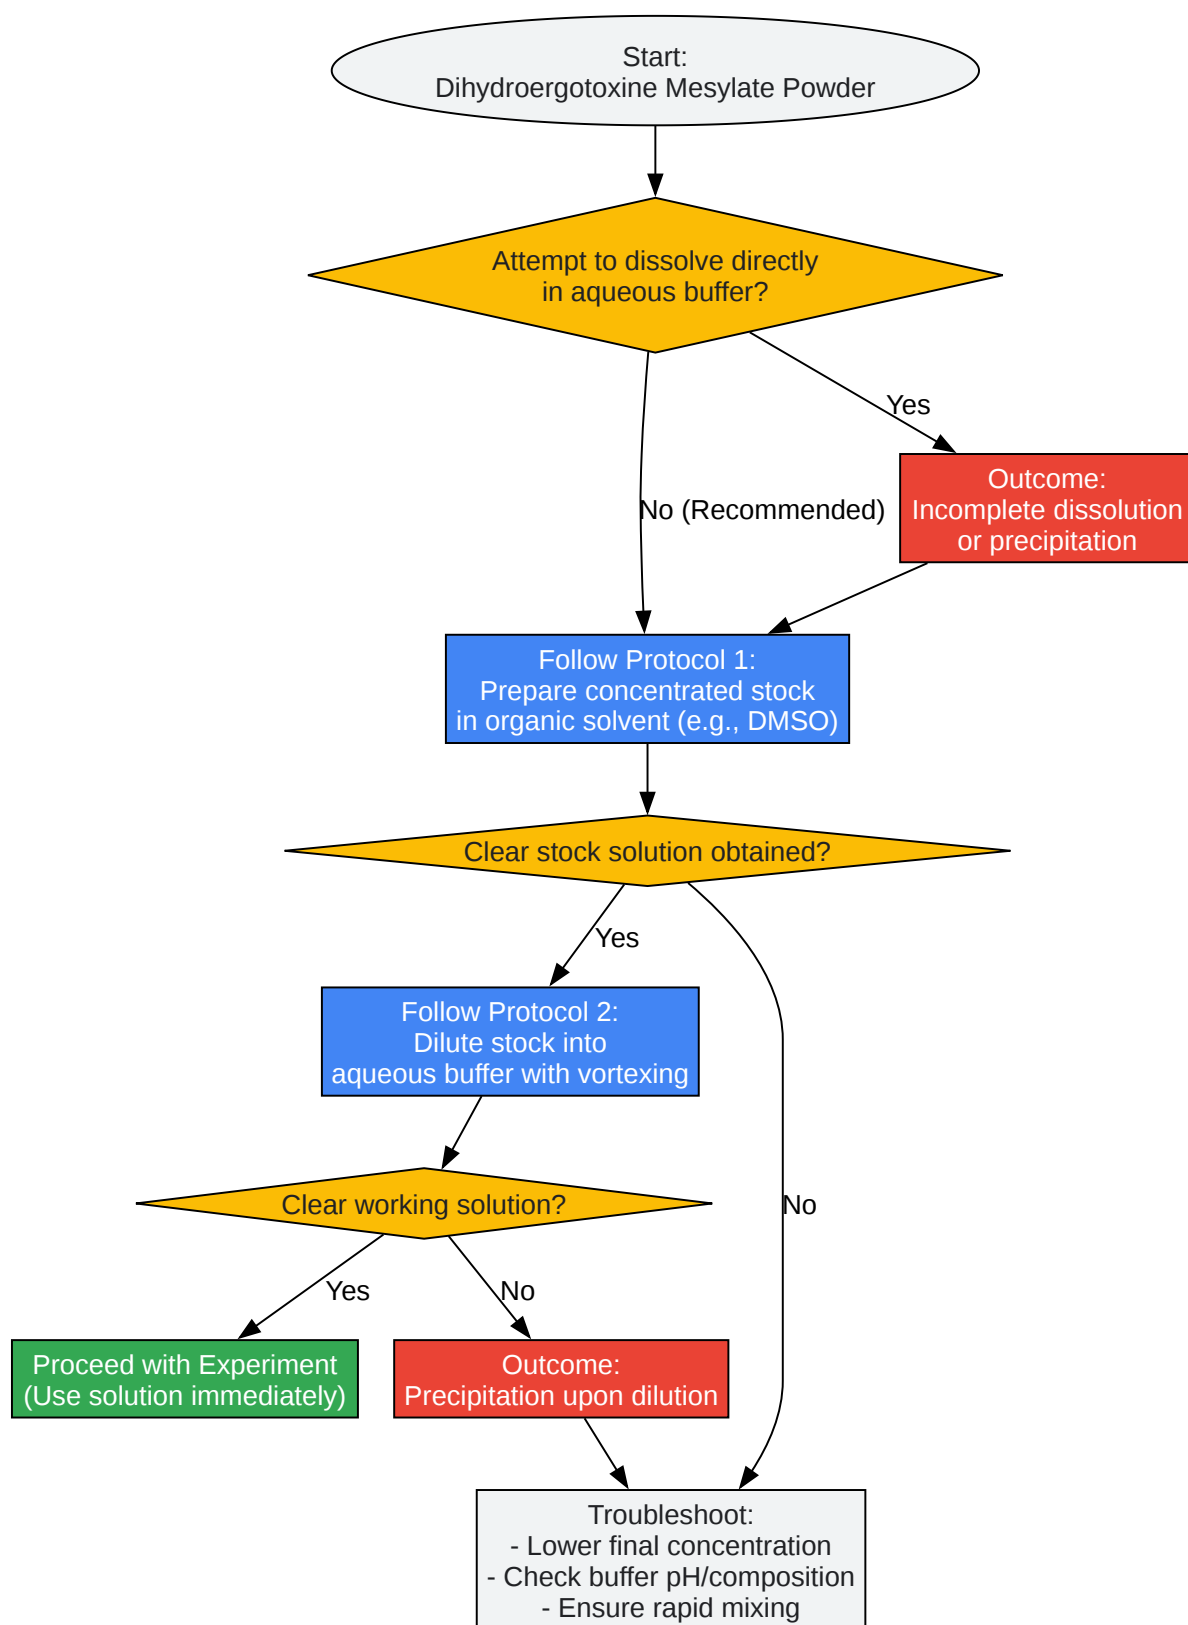 Start:
Dihydroergotoxine Mesylate Powder
Attempt to dissolve directly
in aqueous buffer?
Yes
Outcome:
Incomplete dissolution
or precipitation
No (Recommended)
Follow Protocol 1:
Prepare concentrated stock
in organic solvent (e.g., DMSO)
Clear stock solution obtained?
Yes
Follow Protocol 2:
Dilute stock into
aqueous buffer with vortexing
Clear working solution?
No
Yes
No
Proceed with Experiment
(Use solution immediately)
Outcome:
Precipitation upon dilution
Troubleshoot:
- Lower final concentration
- Check buffer pH/composition
- Ensure rapid mixing